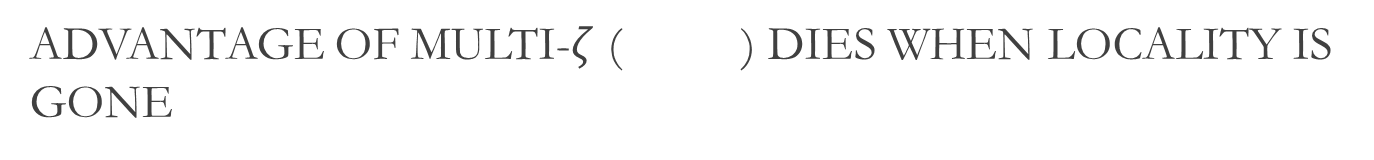 ADVANTAGE OF MULTI-ζ ( ) DIES WHEN LOCALITY IS
GONE